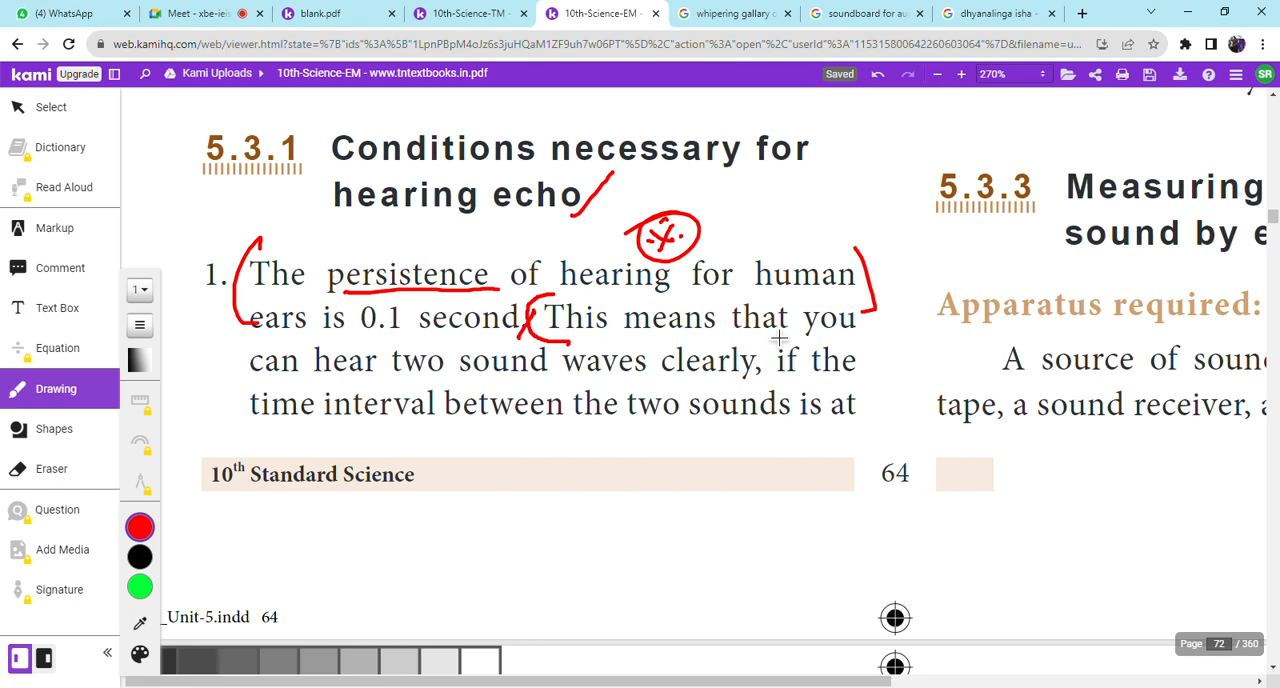 (4) WhatsApp
Meet - xbe-ieis
blank.pdf
10th-Science-TM -
10th-Science-EM -
whipering gallary c
soundboard for au
dhyanalinga isha -
web.kamihq.com/web/viewer.html?state=%7B"ids"%3A%5B"1LpnPBpM4oJz6s3juHQaM1ZF9uh7w06PT"%5D%2C"action"%3A"open"%2C"userId"%3A"115315800642260603064"%7D&filename=u...
kami Upgrade
Kami Uploads
10th-Science-EM - www.tntextbooks.in.pdf
Saved
270%
SR
Select
Dictionary
Read Aloud
Markup
Comment
Text Box
Equation
Drawing
Shapes
Eraser
Question
Add Media
Signature
1
5.3.1 Conditions necessary for
hearing echo
1. The persistence of hearing for human
ears is 0.1 second. This means that you
can hear two sound waves clearly, if the
time interval between the two sounds is at
10th Standard Science
64
_Unit-5.indd 64
5.3.3 Measuring
sound by e
Apparatus required:
A source of soun
tape, a sound receiver, a
Page 72 / 360